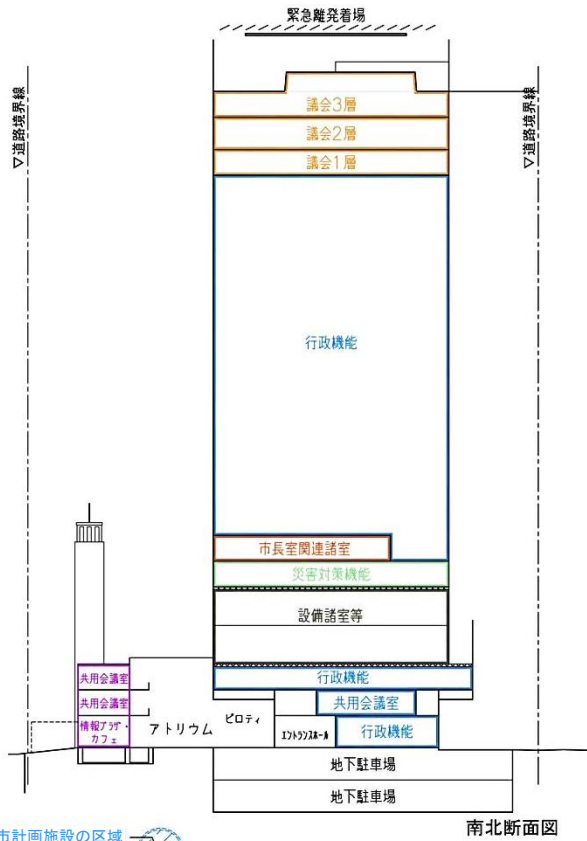 緊急離発着場
▽道路境界線
▽道路境界線
議会3層
議会2層
議会1層
行政機能
市長室関連諸室
災害対策機能
設備諸室等
行政機能
共用会議室
共用会議室
共用会議室
情報プラザ・
カフェ
アトリウム
ピロティ
エントランスホール
行政機能
地下駐車場
地下駐車場
南北断面図
市計画施設の区域